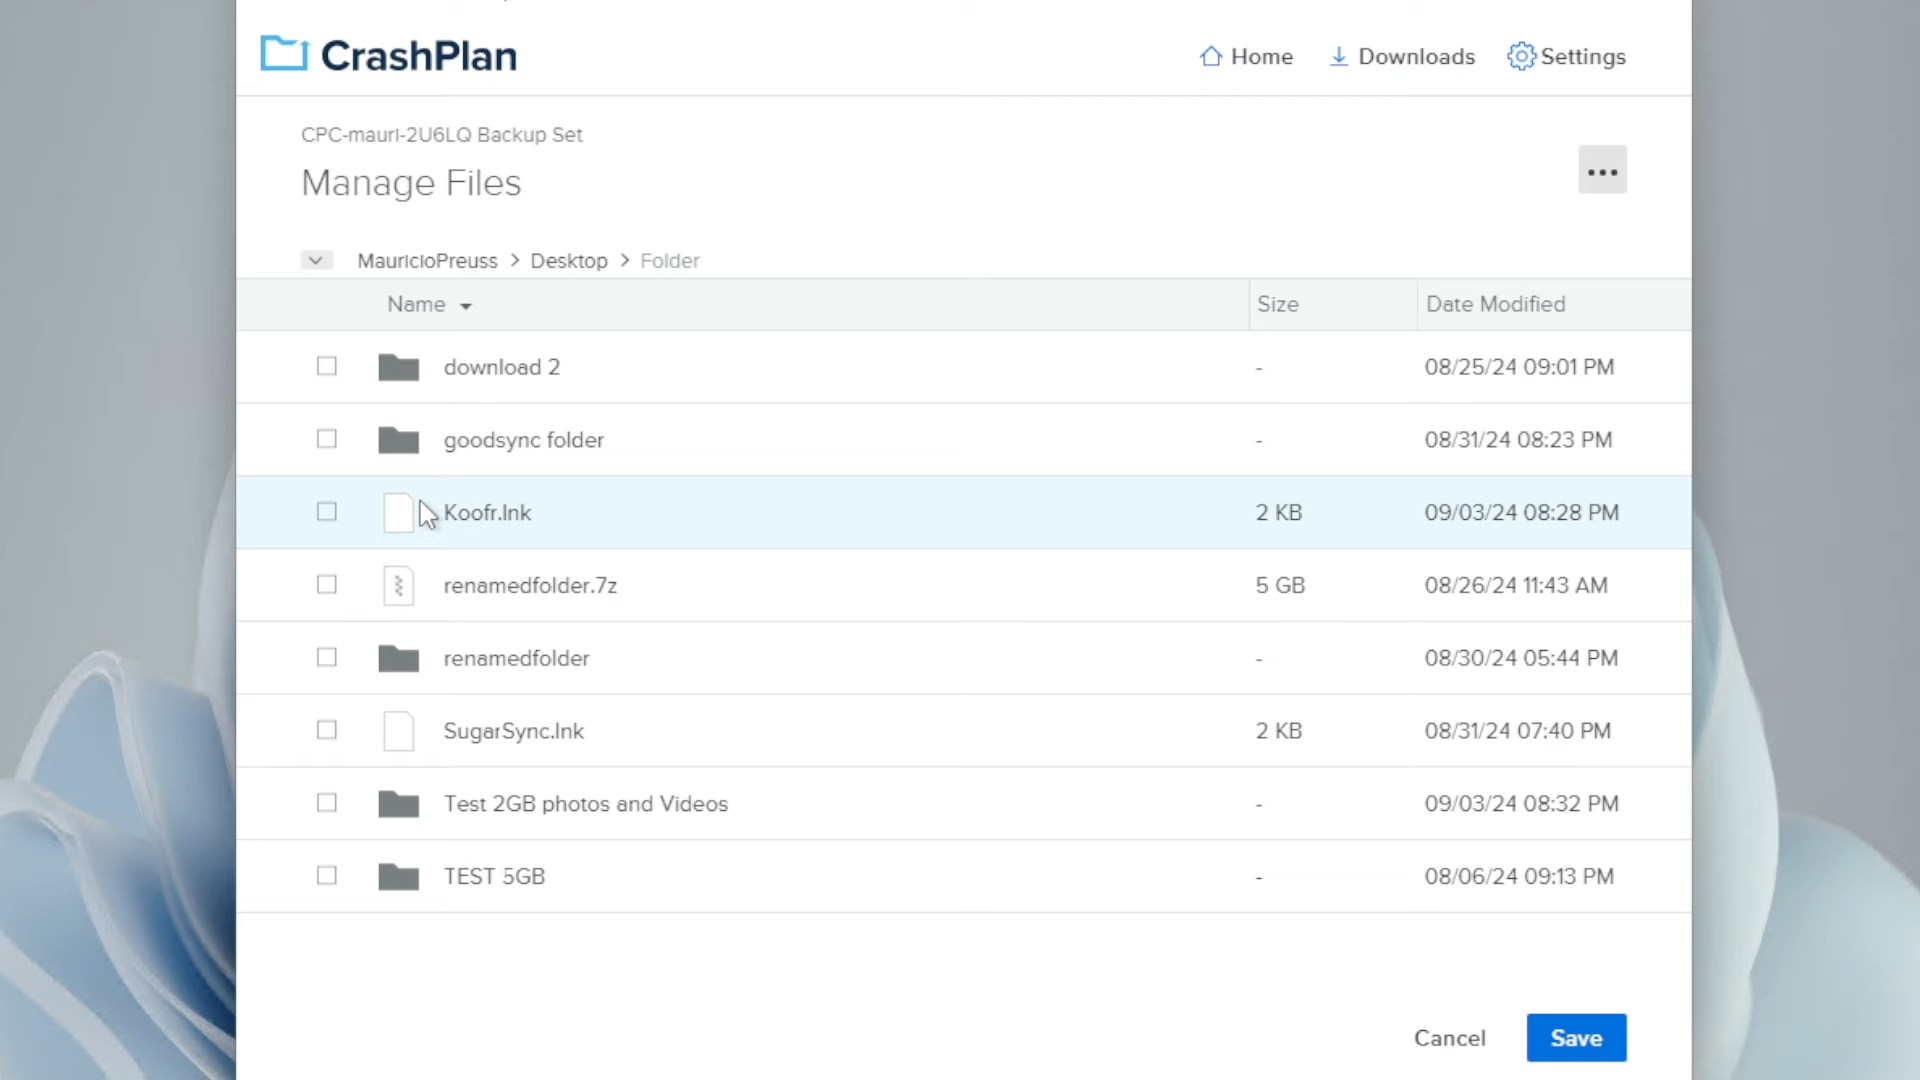 CrashPlan
Home Downloads Settings
CPC-mauri-2U6LQ Backup Set
Manage Files
MauricioPreuss > Desktop > Folder
Name Size Date Modified
download 2 - 08/25/24 09:01 PM
goodsync folder - 08/31/24 08:23 PM
Koofr.lnk 2 KB 09/03/24 08:28 PM
renamedfolder.7z 5 GB 08/26/24 11:43 AM
renamedfolder - 08/30/24 05:44 PM
SugarSync.lnk 2 KB 08/31/24 07:40 PM
Test 2GB photos and Videos - 09/03/24 08:32 PM
TEST 5GB - 08/06/24 09:13 PM
Cancel Save